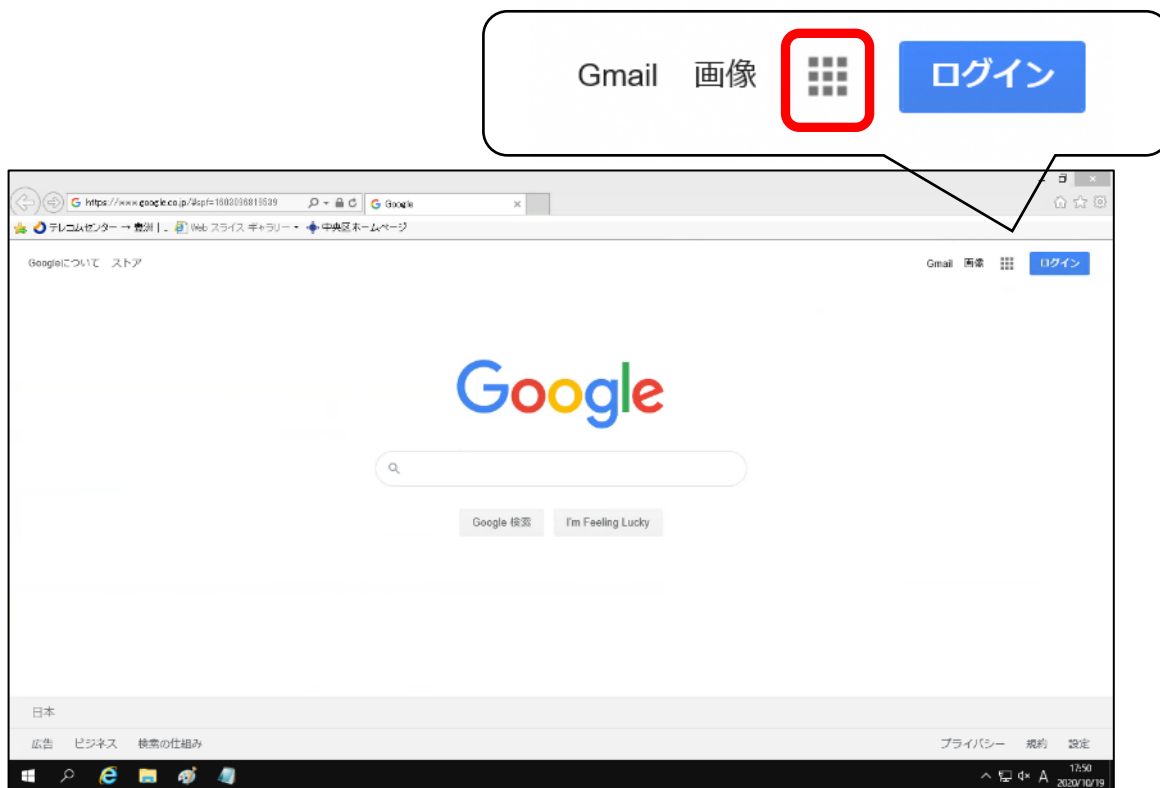 Gmail 画像 ログイン
https://www.google.co.jp/#spf=1603096819539 Google
テレコムセンター → 豊洲 | . Web スライス ギャラリー 中央区ホームページ
Googleについて ストア Gmail 画像 ログイン
Google
Google 検索 I'm Feeling Lucky
日本
広告 ビジネス 検索の仕組み プライバシー 規約 設定
A 17:50
2020/10/19